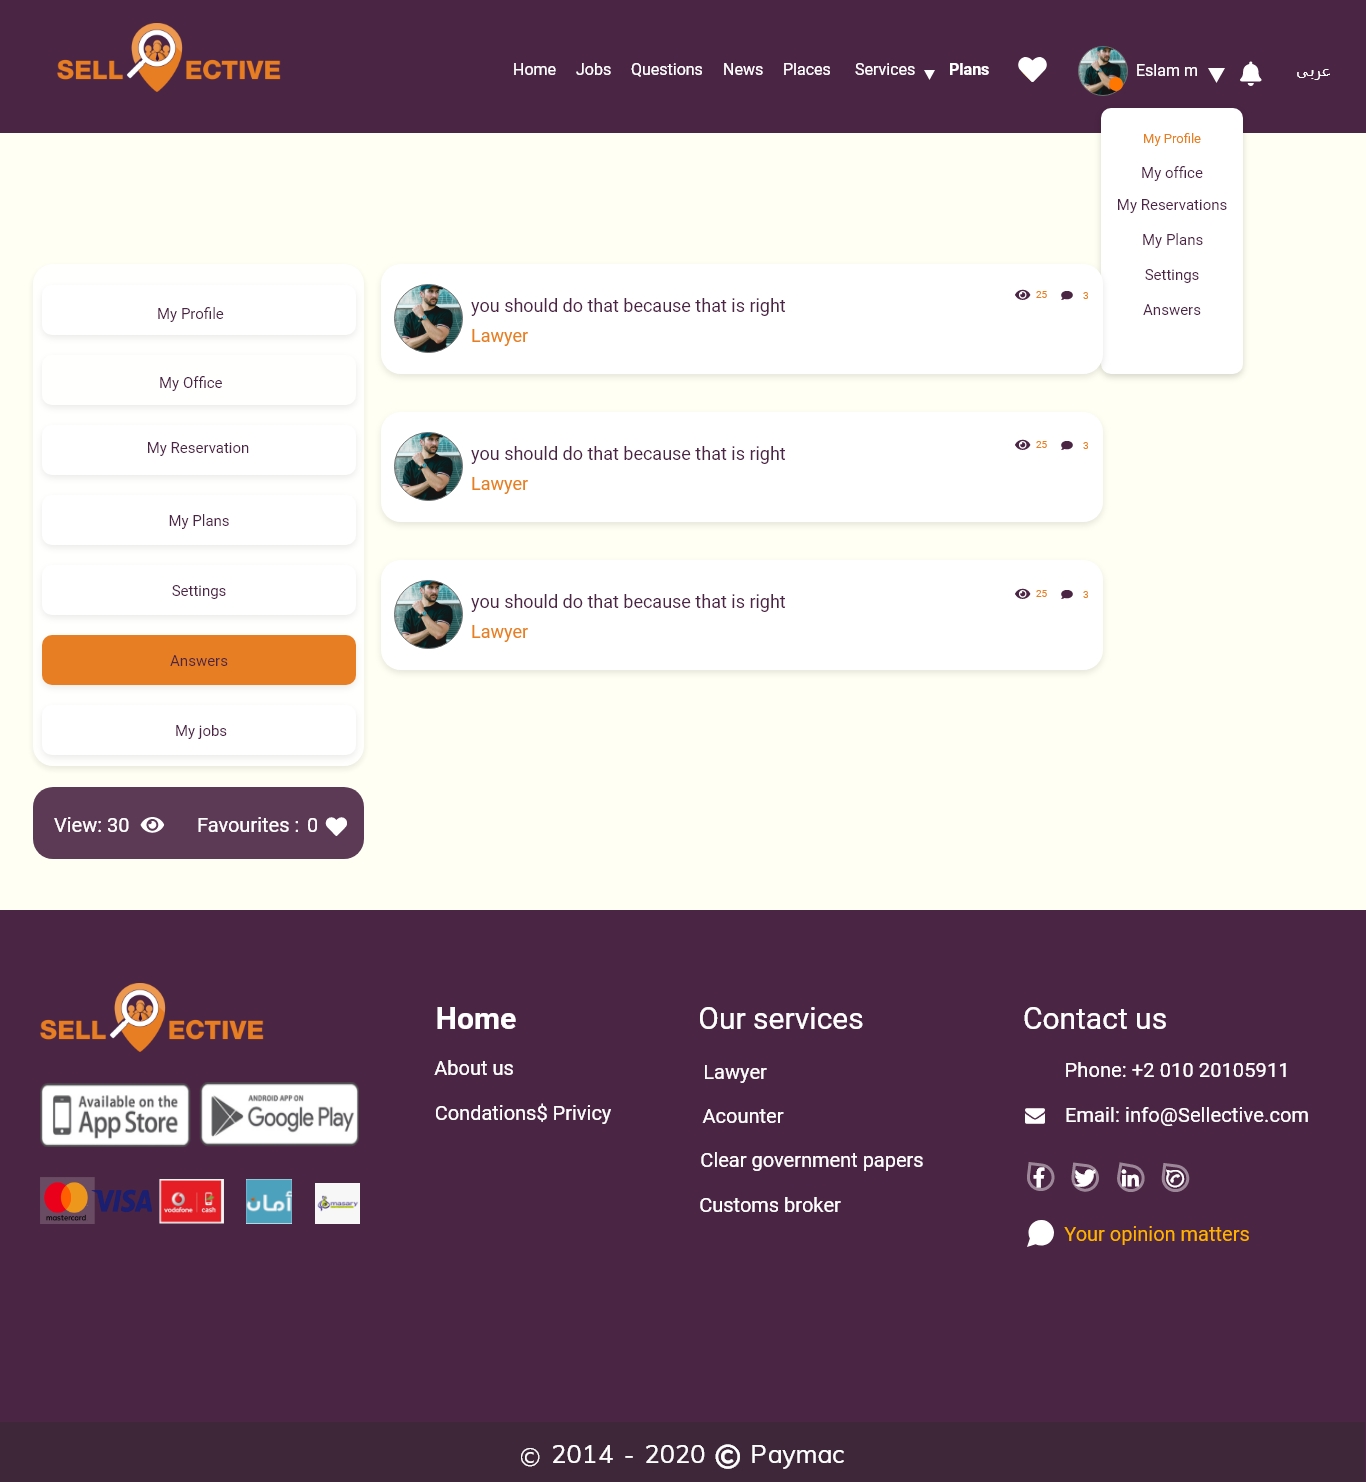 SELL ECTIVE
Home Jobs Questions News Places Services Plans Eslam m عربى
My Profile
My office
My Reservations
My Plans
Settings
Answers
My Profile
My Office
My Reservation
My Plans
Settings
Answers
My jobs
you should do that because that is right 25 3
Lawyer
you should do that because that is right 25 3
Lawyer
you should do that because that is right 25 3
Lawyer
View: 30 Favourites : 0
SELL ECTIVE
Available on the
App Store
ANDROID APP ON
Google Play
mastercard VISA vodafone cash أمان masary
Home
About us
Condations$ Privicy
Our services
Lawyer
Acounter
Clear government papers
Customs broker
Contact us
Phone: +2 010 20105911
Email: info@Sellective.com
Your opinion matters
© 2014 - 2020 © Paymac